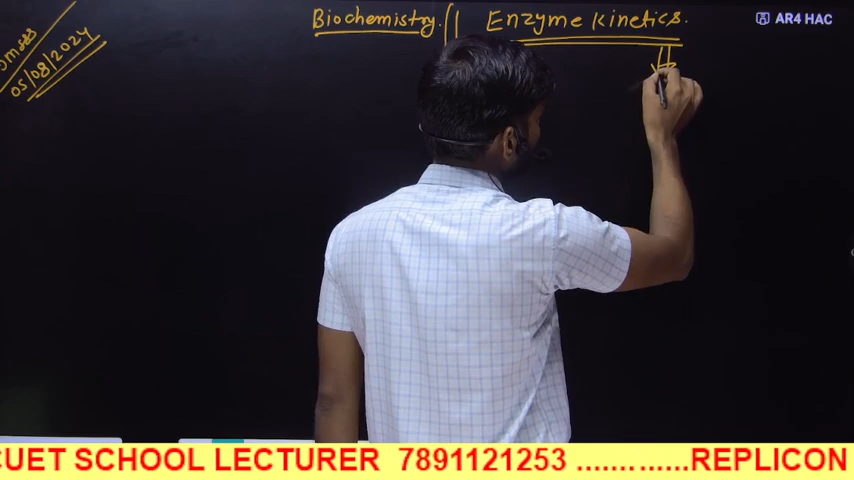 Biochemistry. // Enzyme kinetics.
AR4 HAC
05/08/2024
CUET SCHOOL LECTURER 7891121253 .............REPLICON